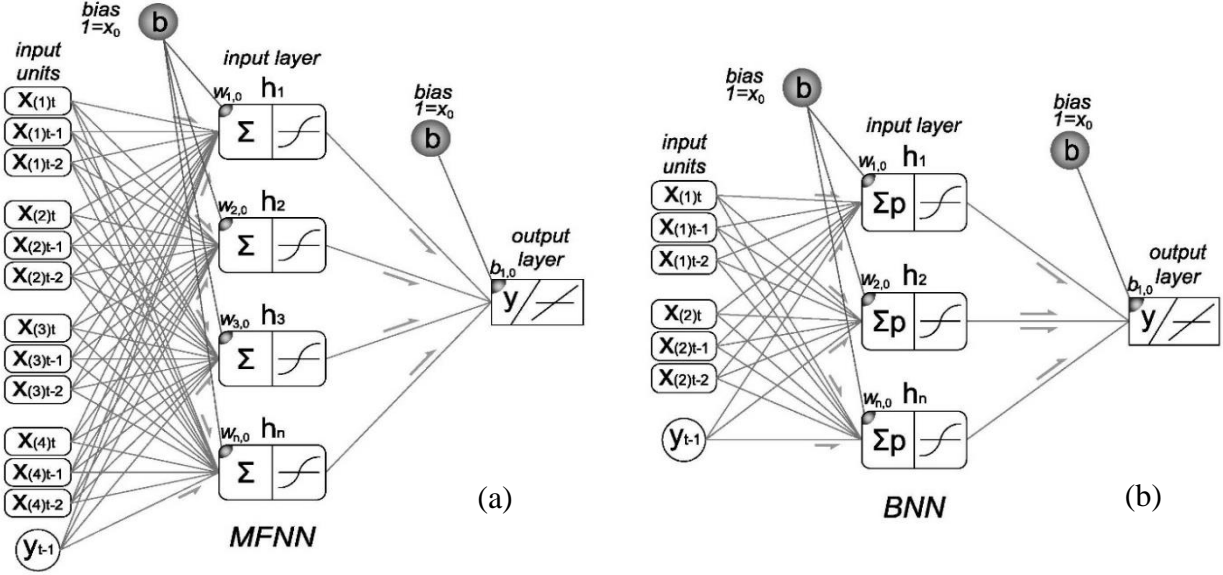 bias
1=x0
b
input
units
input layer
x(1)t
x(1)t-1
x(1)t-2
x(2)t
x(2)t-1
x(2)t-2
x(3)t
x(3)t-1
x(3)t-2
x(4)t
x(4)t-1
x(4)t-2
yt-1
w1,0 h1
Σ
w2,0 h2
Σ
w3,0 h3
Σ
wn,0 hn
Σ
bias
1=x0
b
output
layer
b1,0
y
MFNN
(a)
bias
1=x0
b
input
units
input layer
x(1)t
x(1)t-1
x(1)t-2
x(2)t
x(2)t-1
x(2)t-2
yt-1
w1,0 h1
Σp
w2,0 h2
Σp
wn,0 hn
Σp
bias
1=x0
b
output
layer
b1,0
y
BNN
(b)